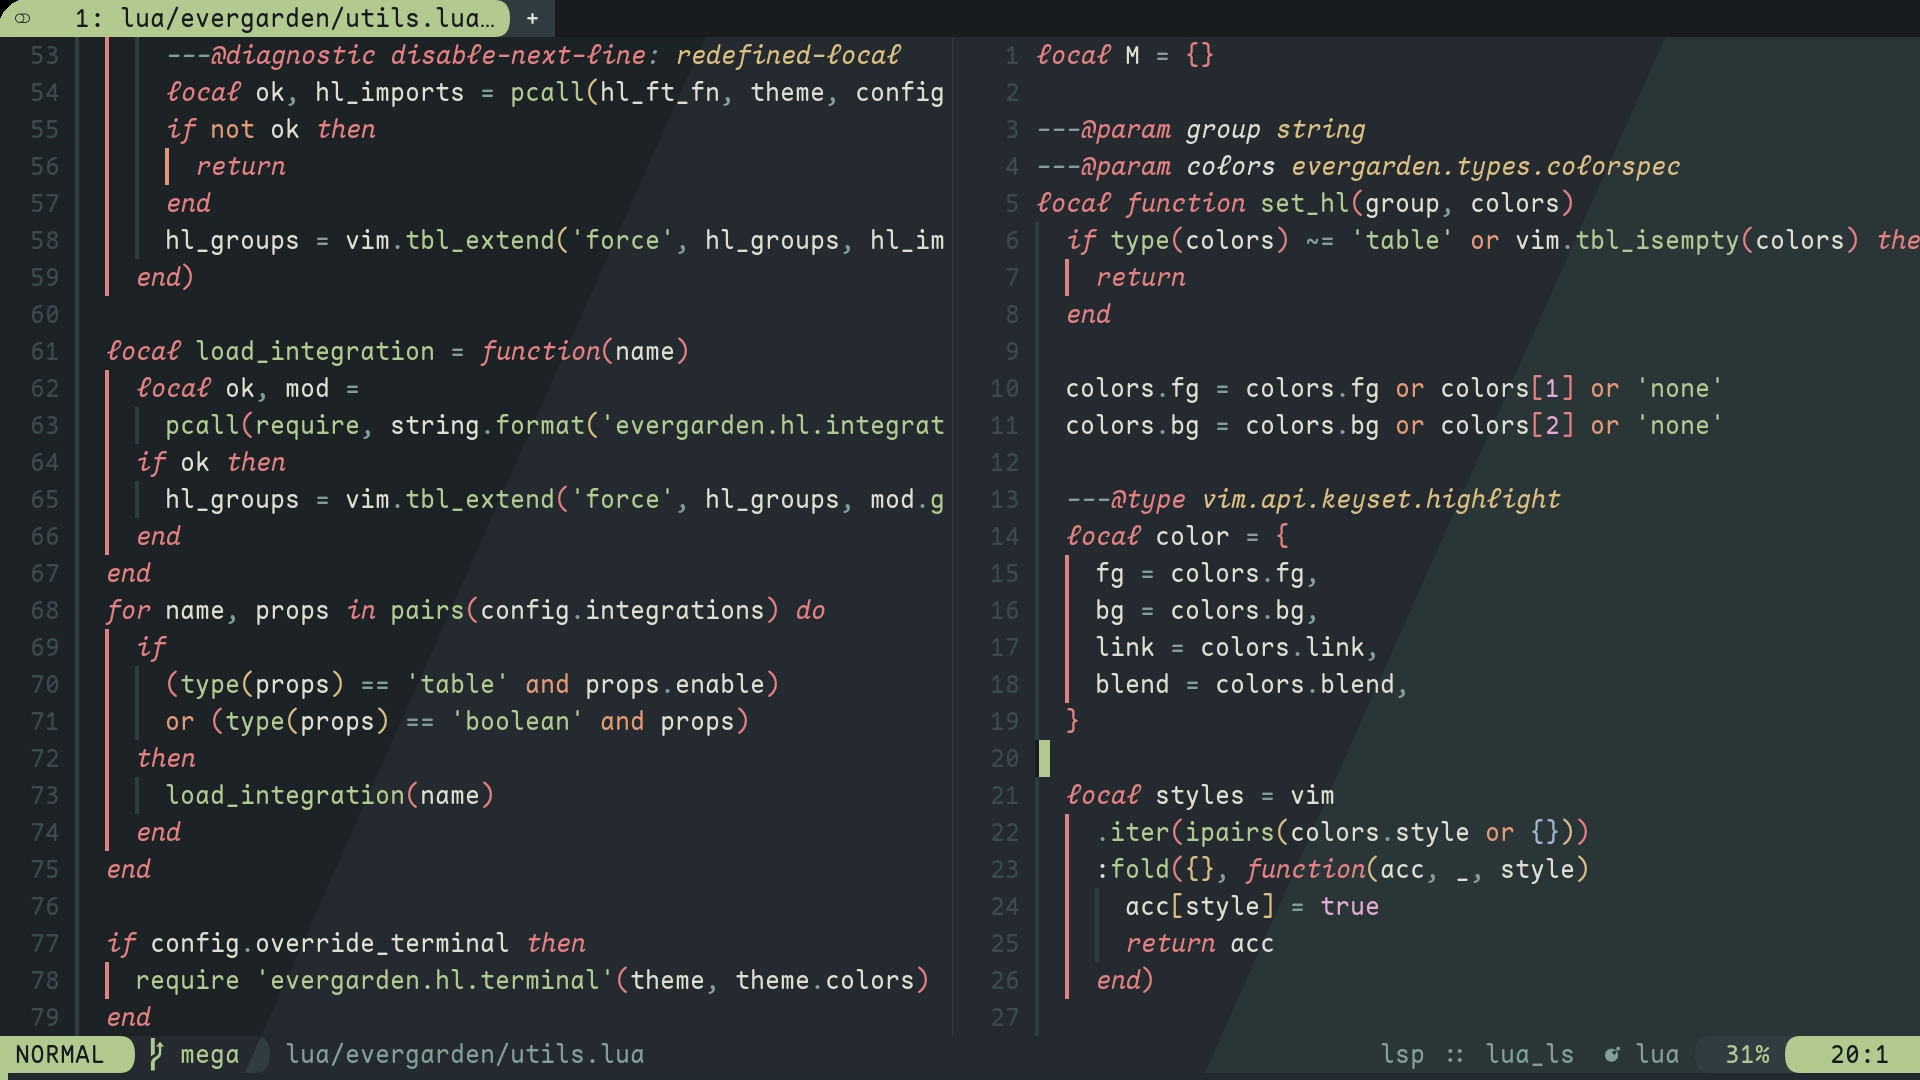 1: lua/evergarden/utils.lua… +
53 ---@diagnostic disable-next-line: redefined-local
54 local ok, hl_imports = pcall(hl_ft_fn, theme, config
55 if not ok then
56 return
57 end
58 hl_groups = vim.tbl_extend('force', hl_groups, hl_im
59 end)
60
61 local load_integration = function(name)
62 local ok, mod =
63 pcall(require, string.format('evergarden.hl.integrat
64 if ok then
65 hl_groups = vim.tbl_extend('force', hl_groups, mod.g
66 end
67 end
68 for name, props in pairs(config.integrations) do
69 if
70 (type(props) == 'table' and props.enable)
71 or (type(props) == 'boolean' and props)
72 then
73 load_integration(name)
74 end
75 end
76
77 if config.override_terminal then
78 require 'evergarden.hl.terminal'(theme, theme.colors)
79 end
1 local M = {}
2
3 ---@param group string
4 ---@param colors evergarden.types.colorspec
5 local function set_hl(group, colors)
6 if type(colors) ~= 'table' or vim.tbl_isempty(colors) the
7 return
8 end
9
10 colors.fg = colors.fg or colors[1] or 'none'
11 colors.bg = colors.bg or colors[2] or 'none'
12
13 ---@type vim.api.keyset.highlight
14 local color = {
15 fg = colors.fg,
16 bg = colors.bg,
17 link = colors.link,
18 blend = colors.blend,
19 }
20
21 local styles = vim
22 .iter(ipairs(colors.style or {}))
23 :fold({}, function(acc, _, style)
24 acc[style] = true
25 return acc
26 end)
27
NORMAL mega lua/evergarden/utils.lua lsp :: lua_ls lua 31% 20:1